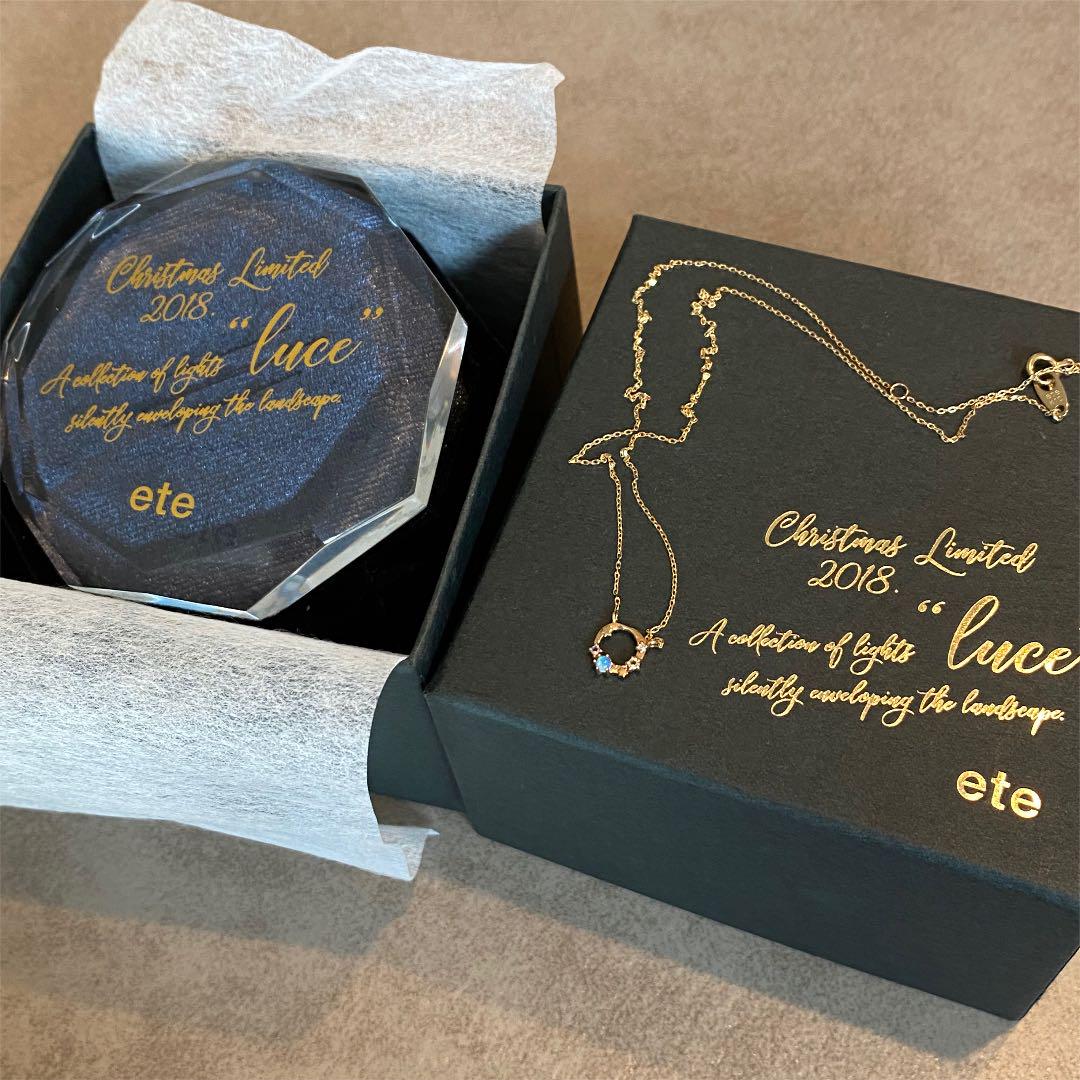 Christmas Limited
2018.
“luce”
A collection of lights
silently enveloping the landscape.
ete
Christmas Limited
2018.
“luce
A collection of lights
silently enveloping the landscape.
ete